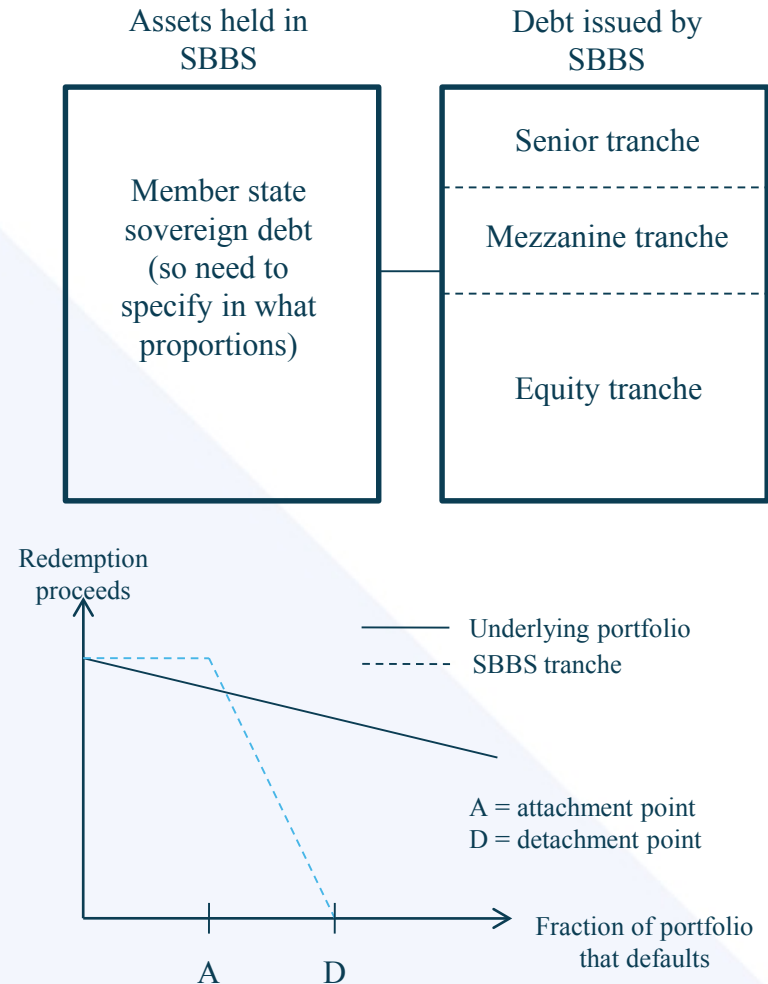 Assets held in
SBBS
Debt issued by
SBBS
Member state
sovereign debt
(so need to
specify in what
proportions)
Senior tranche
Mezzanine tranche
Equity tranche
Redemption
proceeds
Underlying portfolio
SBBS tranche
A = attachment point
D = detachment point
Fraction of portfolio
that defaults
A
D